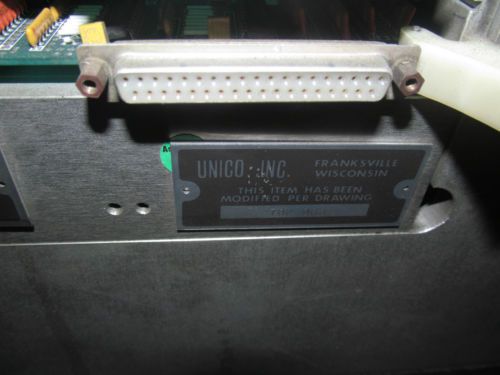 UNICO, INC. FRANKSVILLE
WISCONSIN
THIS ITEM HAS BEEN
MODIFIED PER DRAWING